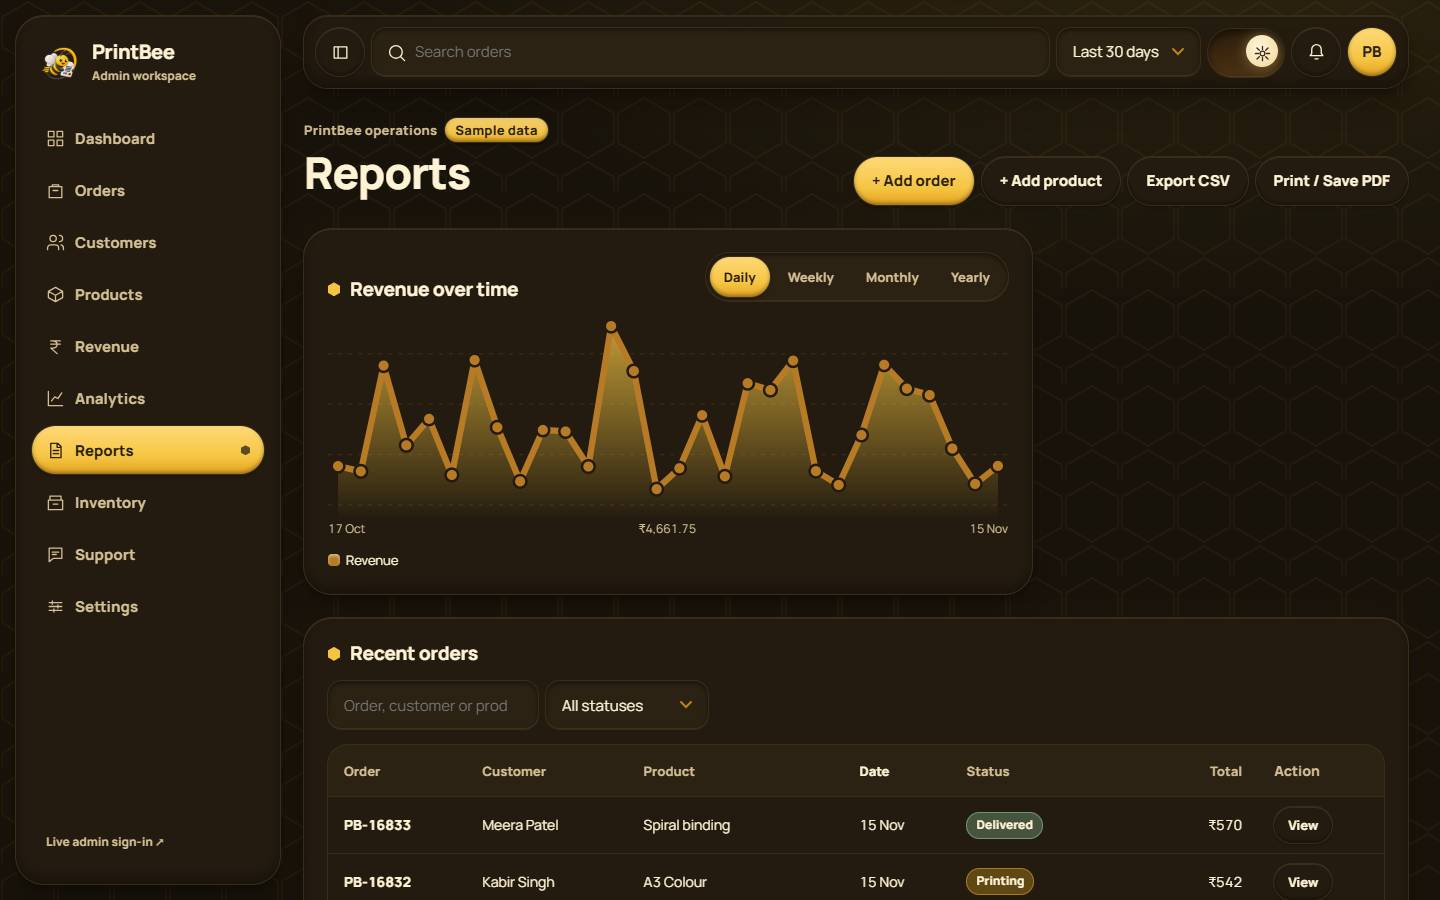 PrintBee
Admin workspace
Dashboard
Orders
Customers
Products
Revenue
Analytics
Reports
Inventory
Support
Settings
Live admin sign-in ↗
Search orders
Last 30 days
PB
PrintBee operations
Sample data
Reports
+ Add order
+ Add product
Export CSV
Print / Save PDF
Revenue over time
Daily
Weekly
Monthly
Yearly
17 Oct
₹4,661.75
15 Nov
Revenue
Recent orders
Order, customer or prod
All statuses
Order Customer Product Date Status Total Action
PB-16833 Meera Patel Spiral binding 15 Nov Delivered ₹570 View
PB-16832 Kabir Singh A3 Colour 15 Nov Printing ₹542 View